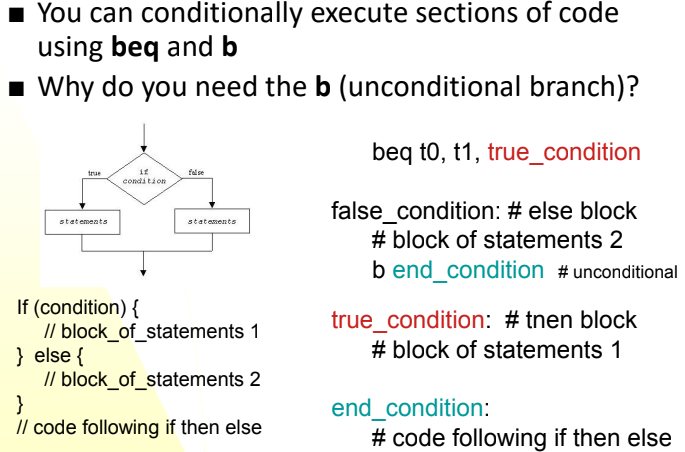 ■ You can conditionally execute sections of code
using beq and b
■ Why do you need the b (unconditional branch)?
true
if
condition
false
statements
statements
If (condition) {
// block_of_statements 1
} else {
// block_of_statements 2
}
// code following if then else
beq t0, t1, true_condition
false_condition: # else block
# block of statements 2
b end_condition # unconditional
true_condition: # tnen block
# block of statements 1
end_condition:
# code following if then else